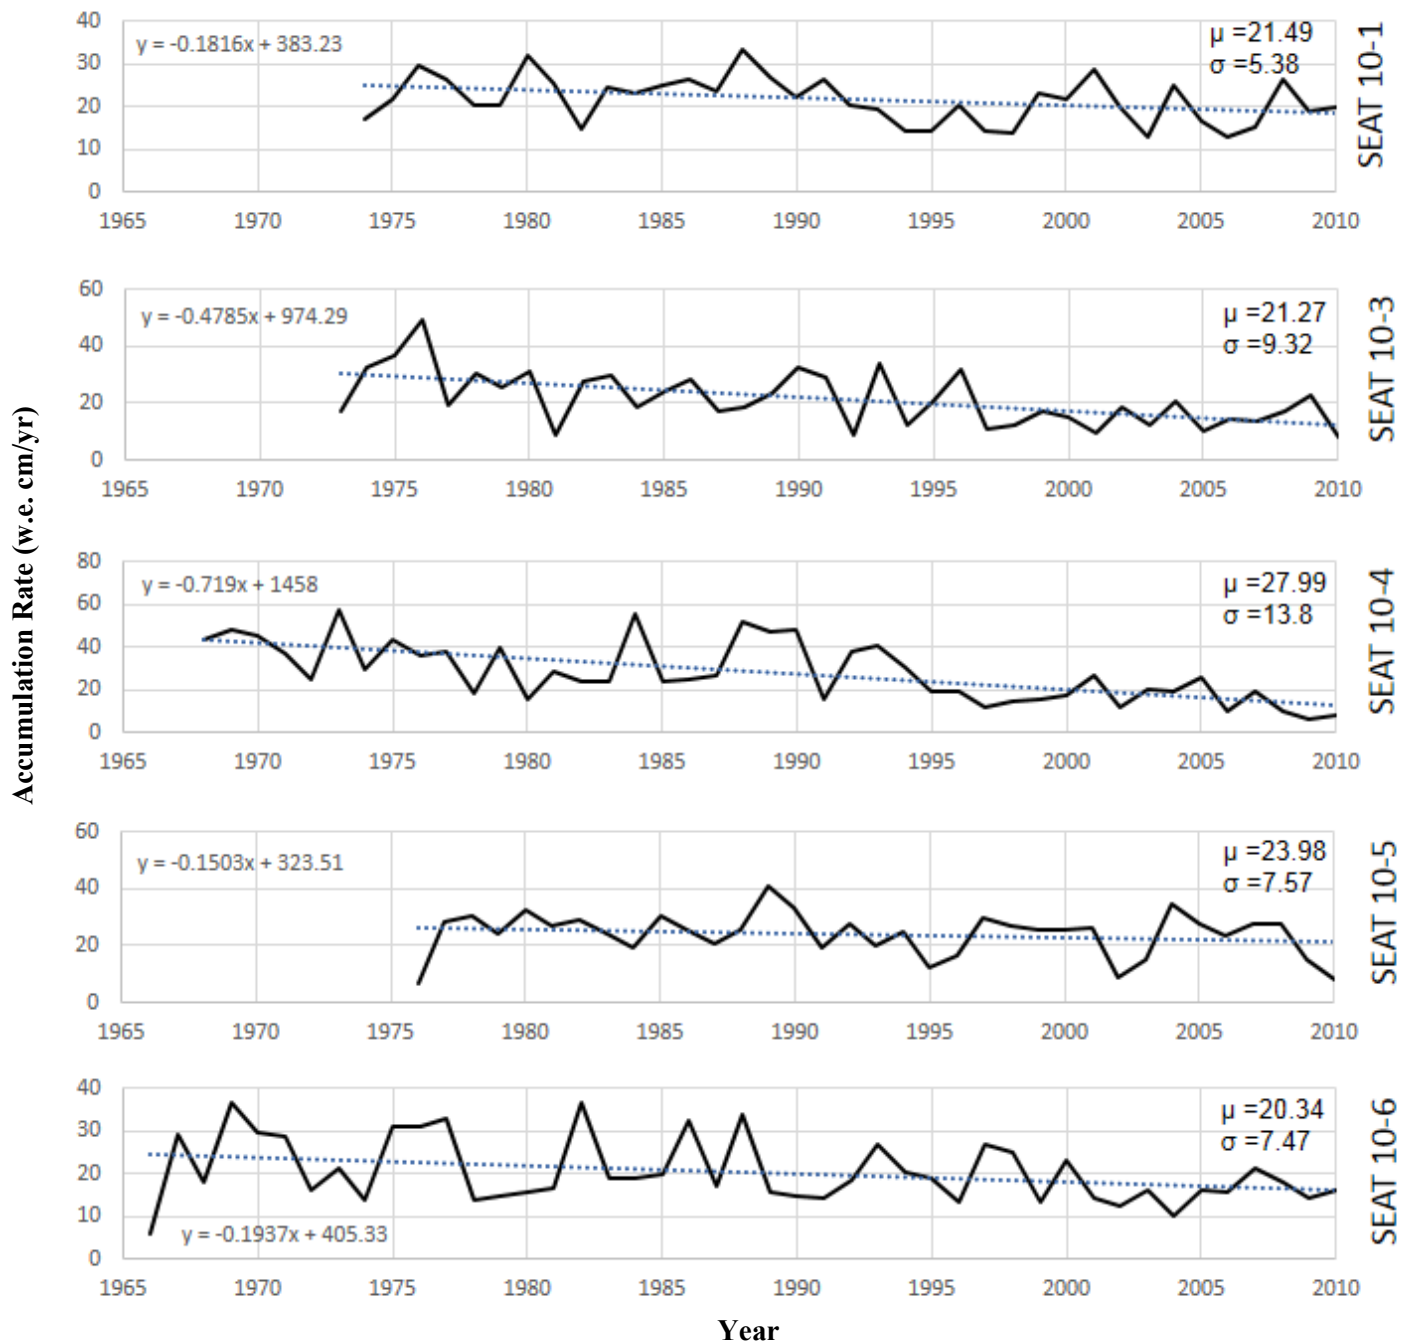 40
30
20
10
0
y = -0.1816x + 383.23
μ =21.49
σ =5.38
SEAT 10-1
1965 1970 1975 1980 1985 1990 1995 2000 2005 2010
60
40
20
0
y = -0.4785x + 974.29
μ =21.27
σ =9.32
SEAT 10-3
1965 1970 1975 1980 1985 1990 1995 2000 2005 2010
Accumulation Rate (w.e. cm/yr)
80
60
40
20
0
y = -0.719x + 1458
μ =27.99
σ =13.8
SEAT 10-4
1965 1970 1975 1980 1985 1990 1995 2000 2005 2010
60
40
20
0
y = -0.1503x + 323.51
μ =23.98
σ =7.57
SEAT 10-5
1965 1970 1975 1980 1985 1990 1995 2000 2005 2010
40
30
20
10
0
μ =20.34
σ =7.47
y = -0.1937x + 405.33
SEAT 10-6
1965 1970 1975 1980 1985 1990 1995 2000 2005 2010
Year